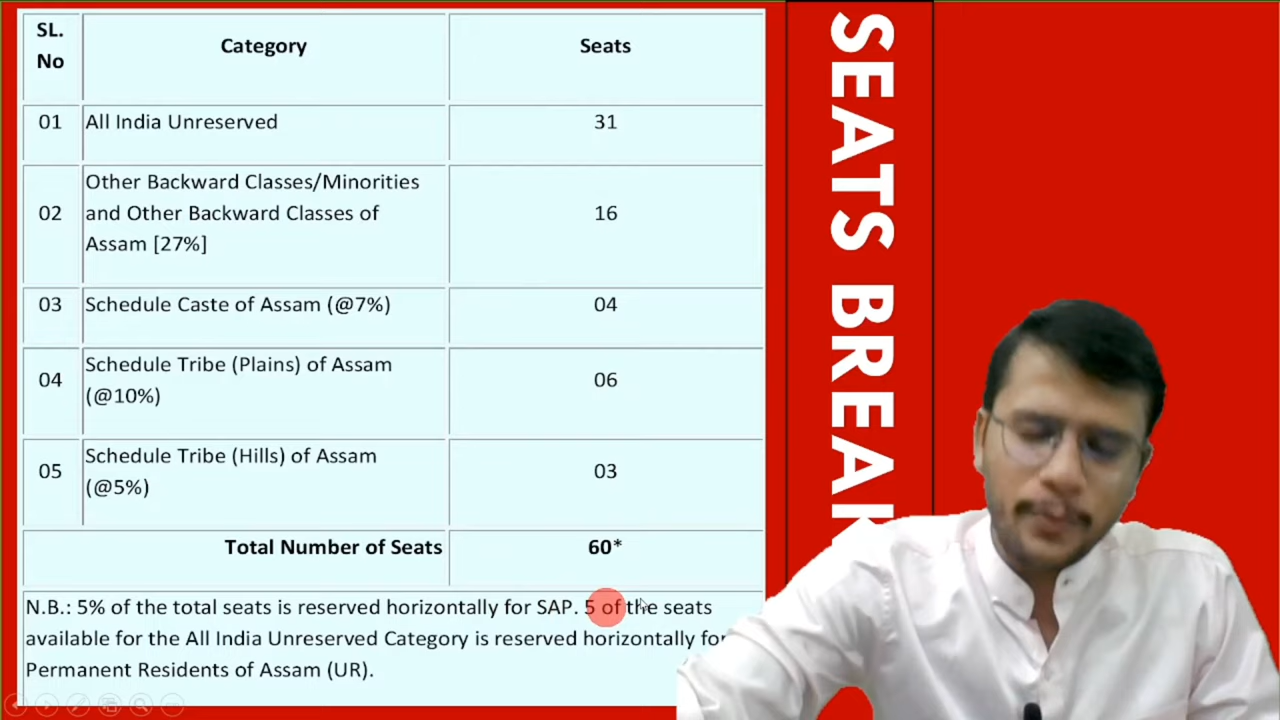 SL.
No
Category
Seats
01
All India Unreserved
31
02
Other Backward Classes/Minorities
and Other Backward Classes of
Assam [27%]
16
03
Schedule Caste of Assam (@7%)
04
04
Schedule Tribe (Plains) of Assam
(@10%)
06
05
Schedule Tribe (Hills) of Assam
(@5%)
03
Total Number of Seats
60*
N.B.: 5% of the total seats is reserved horizontally for SAP. 5 of the seats
available for the All India Unreserved Category is reserved horizontally for
Permanent Residents of Assam (UR).
SEATS BREAK